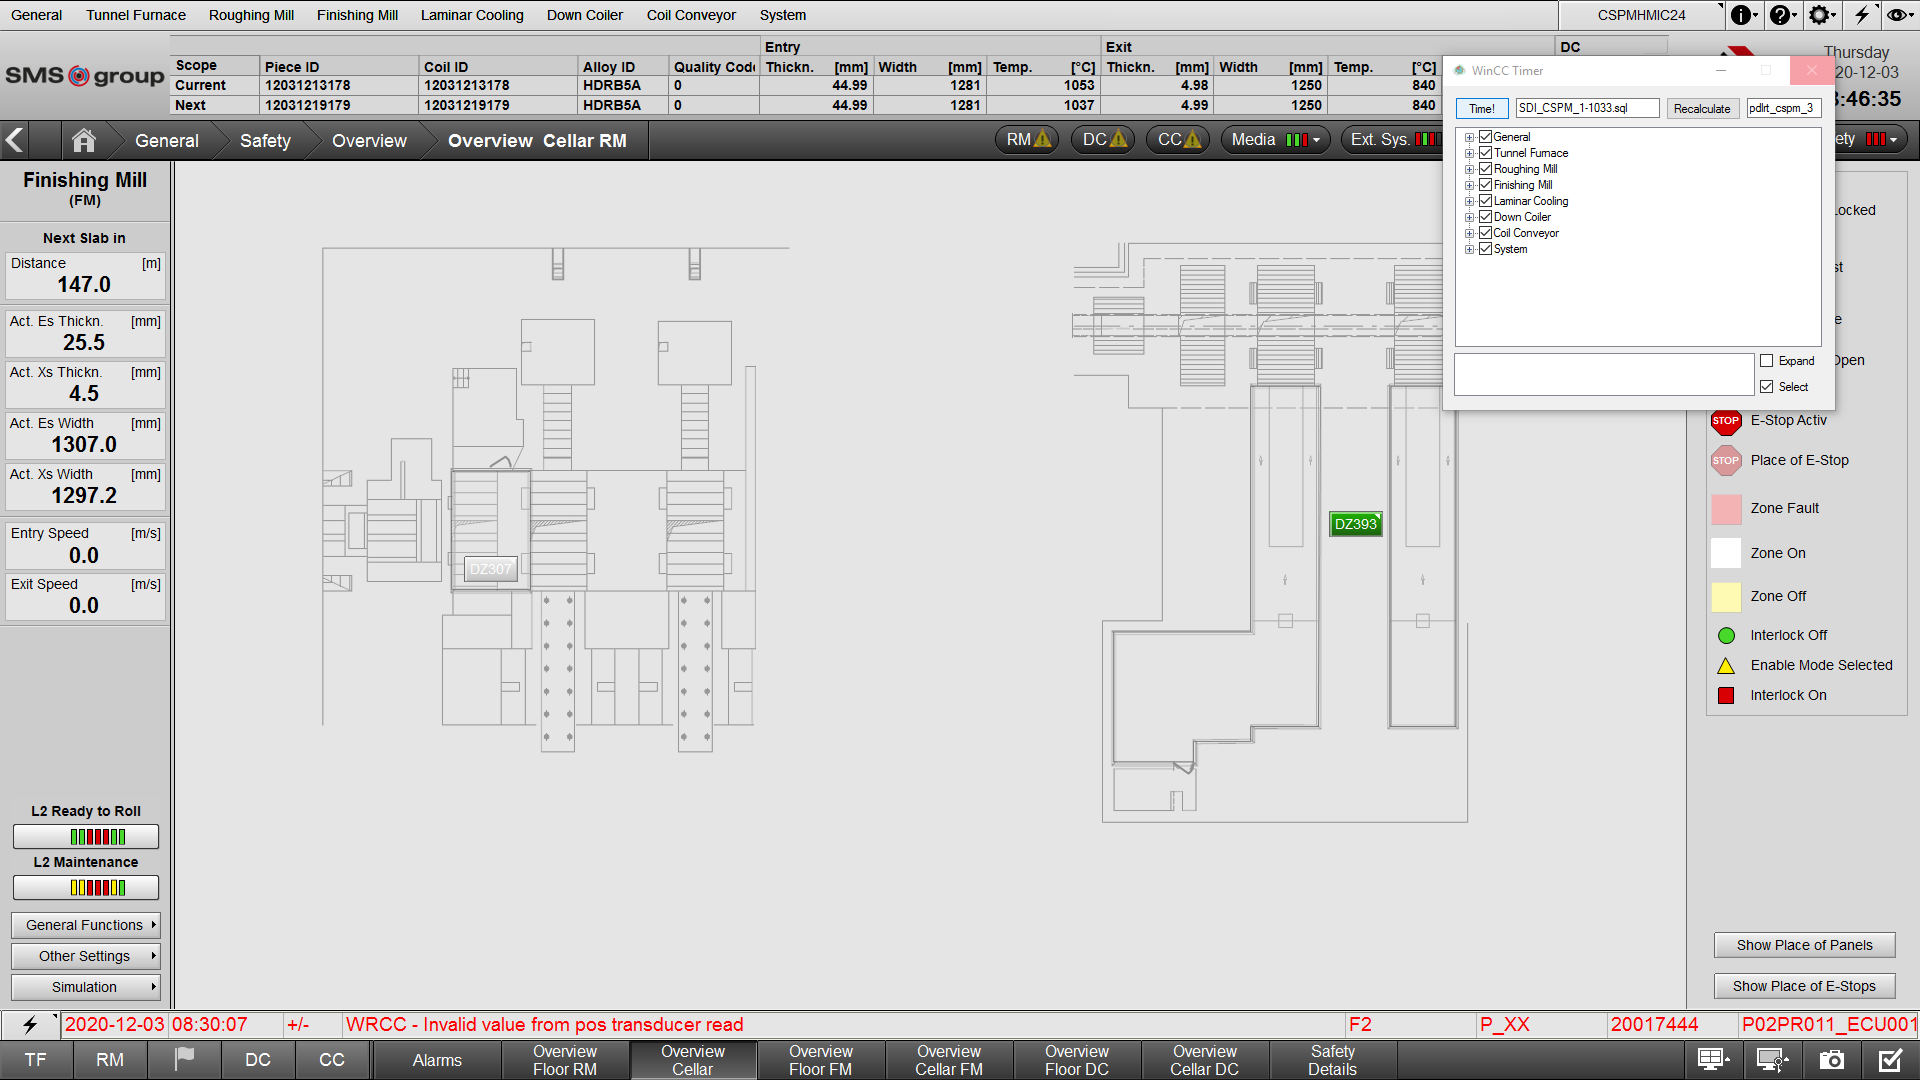 General Tunnel Furnace Roughing Mill Finishing Mill Laminar Cooling Down Coiler Coil Conveyor System CSPMHMIC24
SMS group
Entry Exit DC
Scope Piece ID Coil ID Alloy ID Quality Code Thickn. [mm] Width [mm] Temp. [°C] Thickn. [mm] Width [mm] Temp. [°C]
Current 12031213178 12031213178 HDRB5A 0 44.99 1281 1053 4.98 1250 840
Next 12031219179 12031219179 HDRB5A 0 44.99 1281 1037 4.99 1250 840
Thursday
20-12-03
:46:35
General Safety Overview Overview Cellar RM RM DC CC Media Ext. Sys. ety
WinCC Timer
Time! SDI_CSPM_1-1033.sql Recalculate pdlrt_cspm_3
General
Tunnel Furnace
Roughing Mill
Finishing Mill
Laminar Cooling
Down Coiler
Coil Conveyor
System
Expand
Select
Finishing Mill
(FM)
Next Slab in
Distance [m]
147.0
Act. Es Thickn. [mm]
25.5
Act. Xs Thickn. [mm]
4.5
Act. Es Width [mm]
1307.0
Act. Xs Width [mm]
1297.2
Entry Speed [m/s]
0.0
Exit Speed [m/s]
0.0
L2 Ready to Roll
L2 Maintenance
General Functions
Other Settings
Simulation
DZ307
DZ393
ocked
st
e
Open
STOP E-Stop Activ
STOP Place of E-Stop
Zone Fault
Zone On
Zone Off
Interlock Off
Enable Mode Selected
Interlock On
Show Place of Panels
Show Place of E-Stops
2020-12-03 08:30:07 +/- WRCC - Invalid value from pos transducer read F2 P_XX 20017444 P02PR011_ECU001
TF RM DC CC Alarms Overview Floor RM Overview Cellar Overview Floor FM Overview Cellar FM Overview Floor DC Overview Cellar DC Safety Details